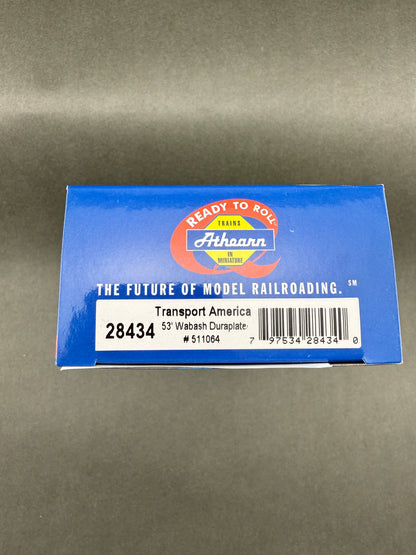 READY TO ROLL
TRAINS
Athearn
IN
MINIATURE
THE FUTURE OF MODEL RAILROADING. SM
Transport America
28434
53' Wabash Duraplate
# 511064
7 97534 28434 0